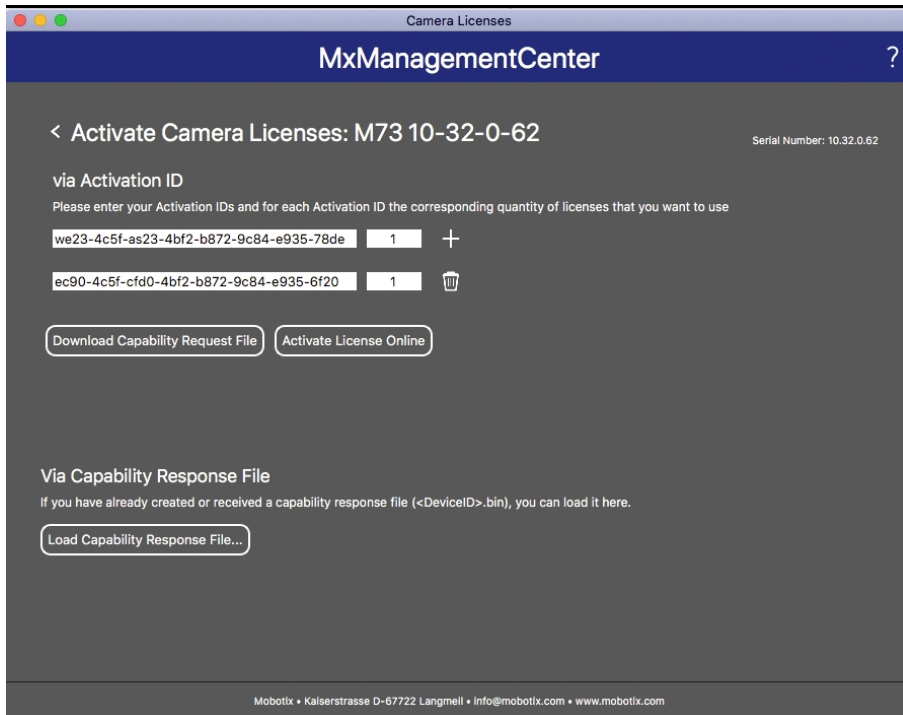 Camera Licenses
MxManagementCenter
?
< Activate Camera Licenses: M73 10-32-0-62
Serial Number: 10.32.0.62
via Activation ID
Please enter your Activation IDs and for each Activation ID the corresponding quantity of licenses that you want to use
we23-4c5f-as23-4bf2-b872-9c84-e935-78de 1
ec90-4c5f-cfd0-4bf2-b872-9c84-e935-6f20 1
Download Capability Request File Activate License Online
Via Capability Response File
If you have already created or received a capability response file (<DeviceID>.bin), you can load it here.
Load Capability Response File...
Mobotix • Kaiserstrasse D-67722 Langmeil • info@mobotix.com • www.mobotix.com